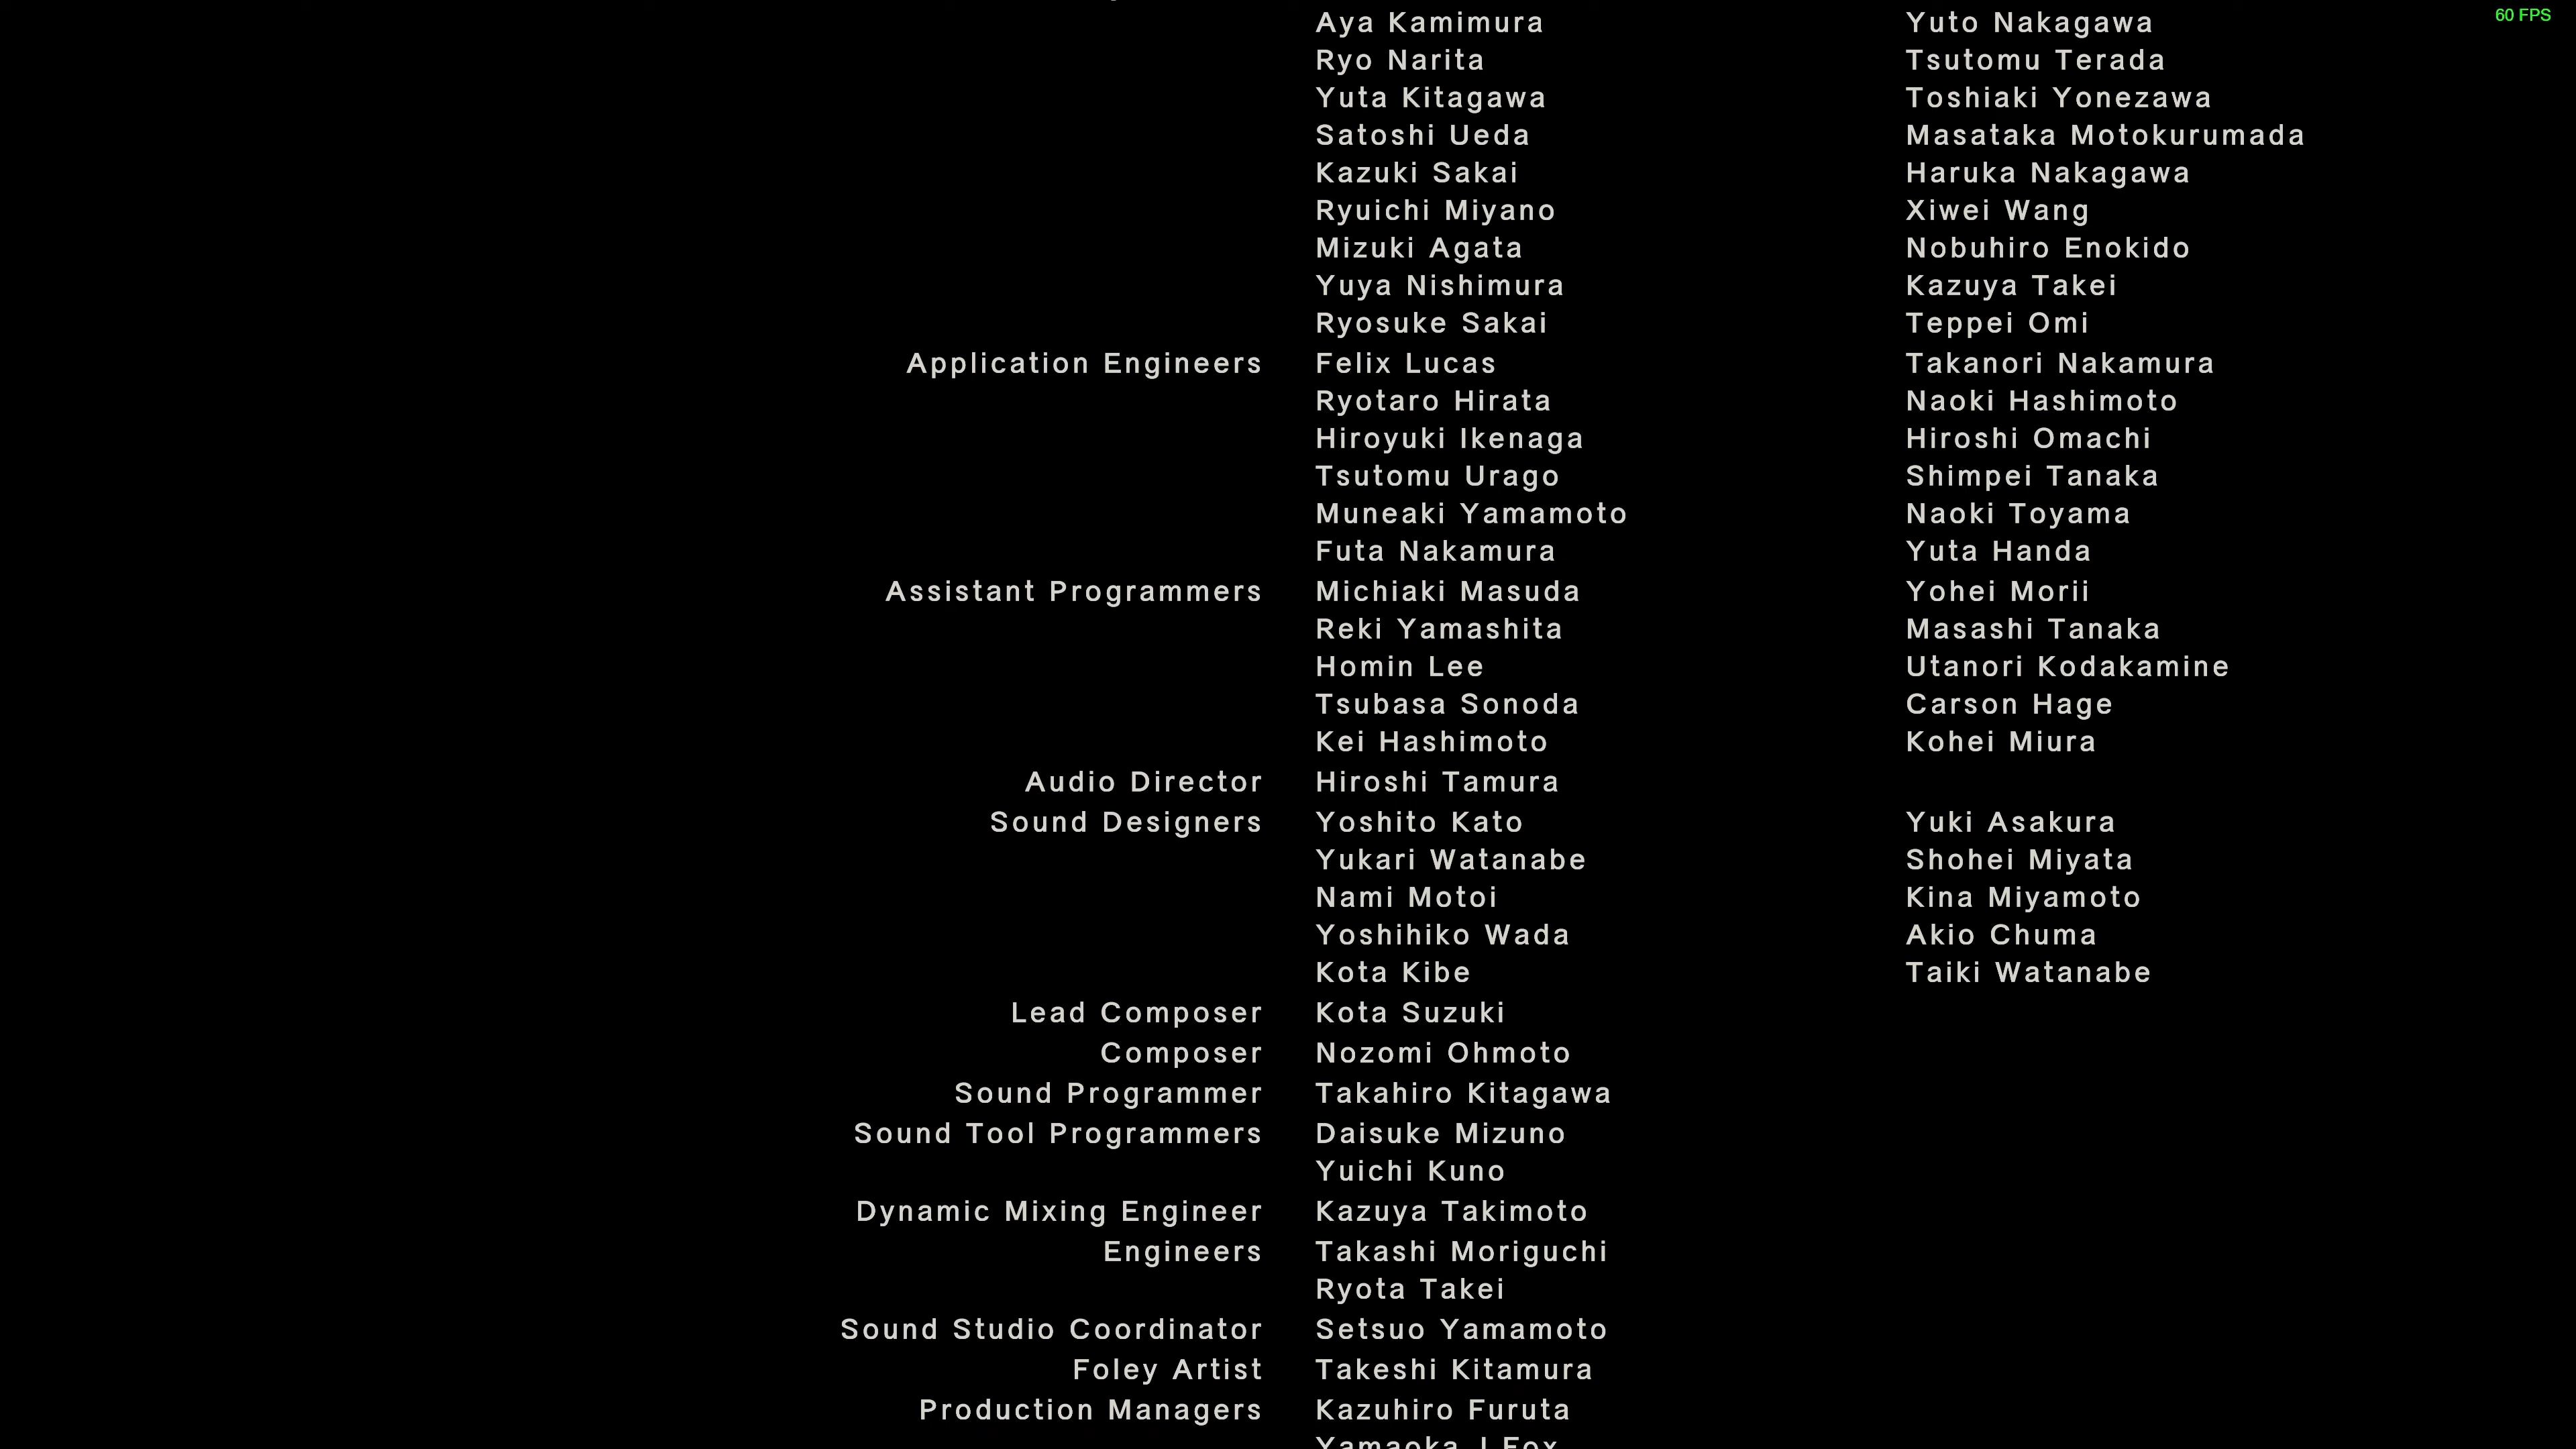 60 FPS
Aya Kamimura Yuto Nakagawa
Ryo Narita Tsutomu Terada
Yuta Kitagawa Toshiaki Yonezawa
Satoshi Ueda Masataka Motokurumada
Kazuki Sakai Haruka Nakagawa
Ryuichi Miyano Xiwei Wang
Mizuki Agata Nobuhiro Enokido
Yuya Nishimura Kazuya Takei
Ryosuke Sakai Teppei Omi
Application Engineers Felix Lucas Takanori Nakamura
Ryotaro Hirata Naoki Hashimoto
Hiroyuki Ikenaga Hiroshi Omachi
Tsutomu Urago Shimpei Tanaka
Muneaki Yamamoto Naoki Toyama
Futa Nakamura Yuta Handa
Assistant Programmers Michiaki Masuda Yohei Morii
Reki Yamashita Masashi Tanaka
Homin Lee Utanori Kodakamine
Tsubasa Sonoda Carson Hage
Kei Hashimoto Kohei Miura
Audio Director Hiroshi Tamura
Sound Designers Yoshito Kato Yuki Asakura
Yukari Watanabe Shohei Miyata
Nami Motoi Kina Miyamoto
Yoshihiko Wada Akio Chuma
Kota Kibe Taiki Watanabe
Lead Composer Kota Suzuki
Composer Nozomi Ohmoto
Sound Programmer Takahiro Kitagawa
Sound Tool Programmers Daisuke Mizuno
Yuichi Kuno
Dynamic Mixing Engineer Kazuya Takimoto
Engineers Takashi Moriguchi
Ryota Takei
Sound Studio Coordinator Setsuo Yamamoto
Foley Artist Takeshi Kitamura
Production Managers Kazuhiro Furuta
Yamaoka J Fox